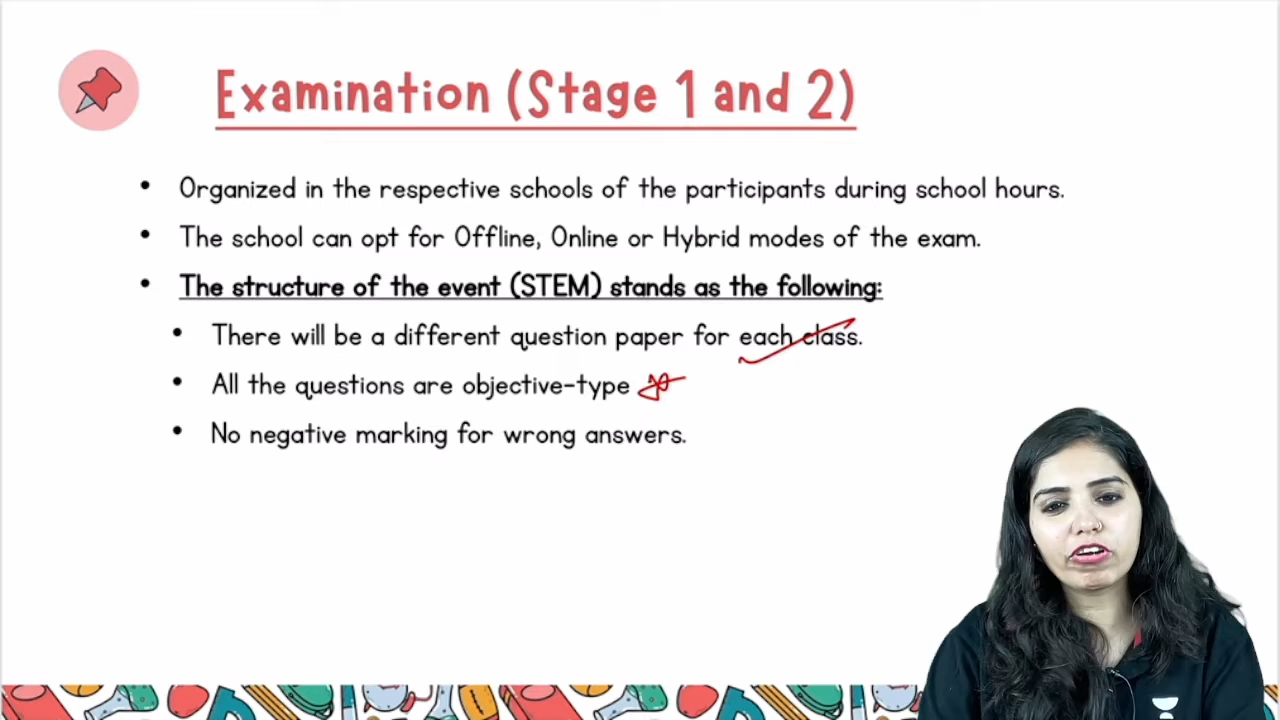 Examination (Stage 1 and 2)
• Organized in the respective schools of the participants during school hours.
• The school can opt for Offline, Online or Hybrid modes of the exam.
• The structure of the event (STEM) stands as the following:
• There will be a different question paper for each class.
• All the questions are objective-type
• No negative marking for wrong answers.